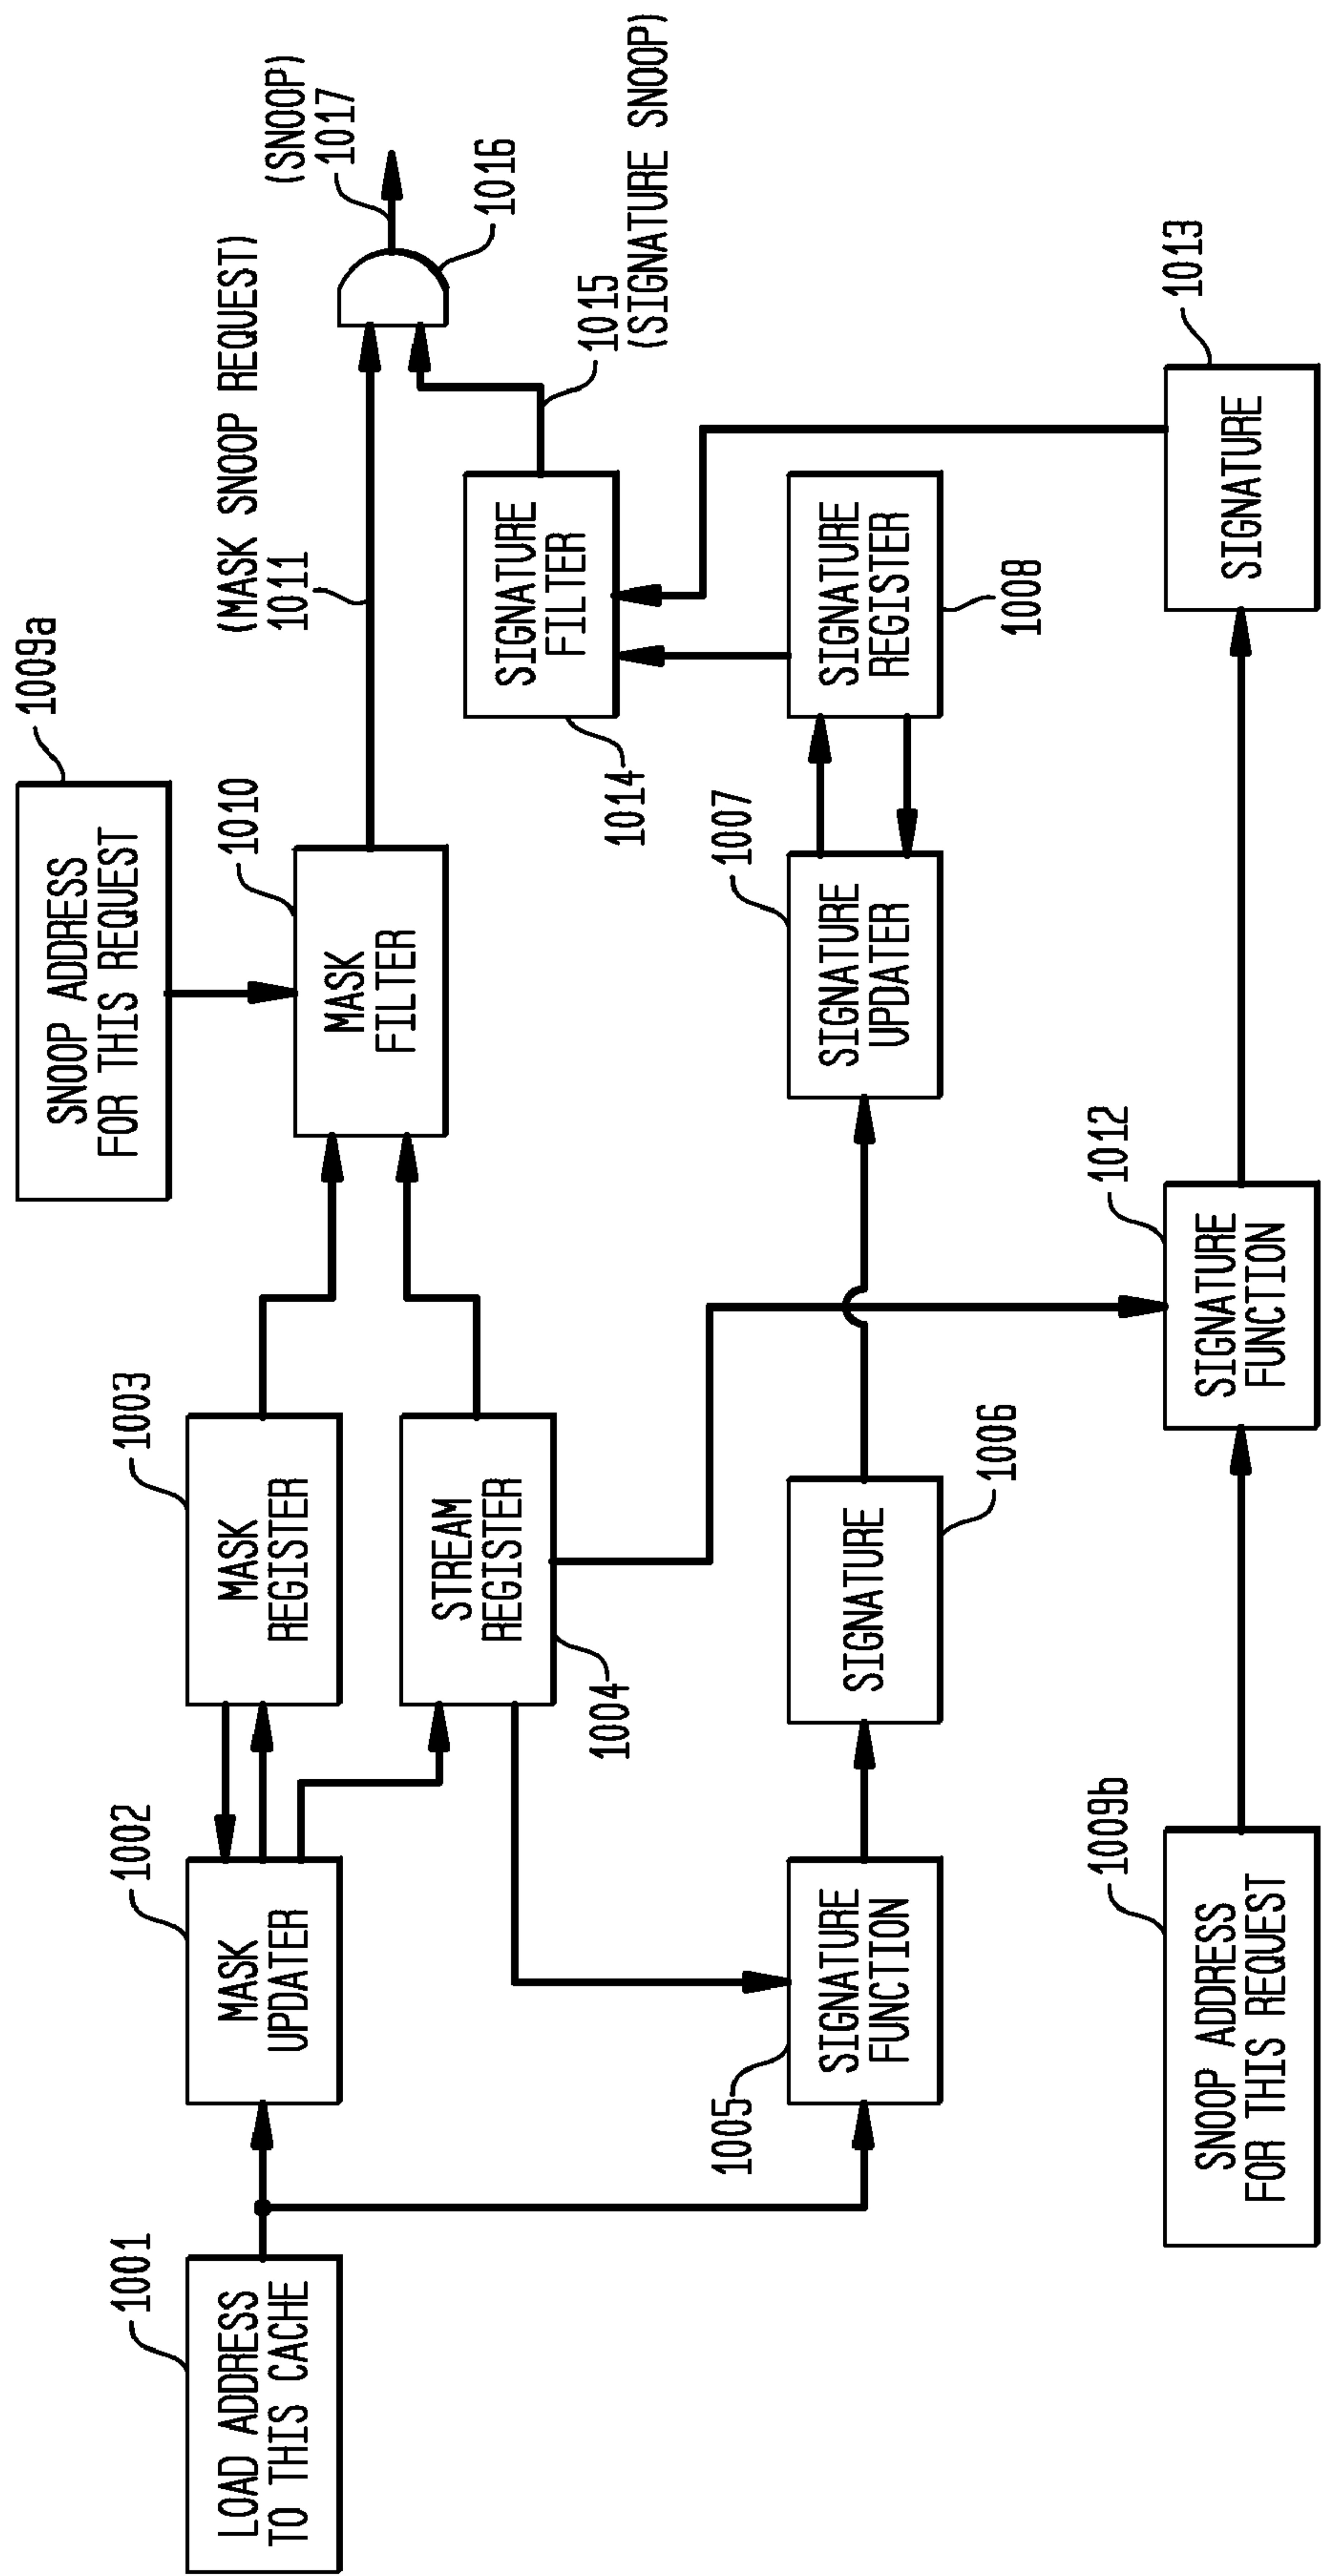 1009a
SNOOP ADDRESS
FOR THIS REQUEST
(MASK SNOOP REQUEST)
1011
(SNOOP)
1017
1016
1001
LOAD ADDRESS
TO THIS CACHE
1002
MASK
UPDATER
1003
MASK
REGISTER
1010
MASK
FILTER
STREAM
REGISTER
1004
SIGNATURE
FILTER
1014
1015
(SIGNATURE SNOOP)
1005
SIGNATURE
FUNCTION
SIGNATURE
1006
1007
SIGNATURE
UPDATER
SIGNATURE
REGISTER
1008
1009b
SNOOP ADDRESS
FOR THIS REQUEST
1012
SIGNATURE
FUNCTION
1013
SIGNATURE